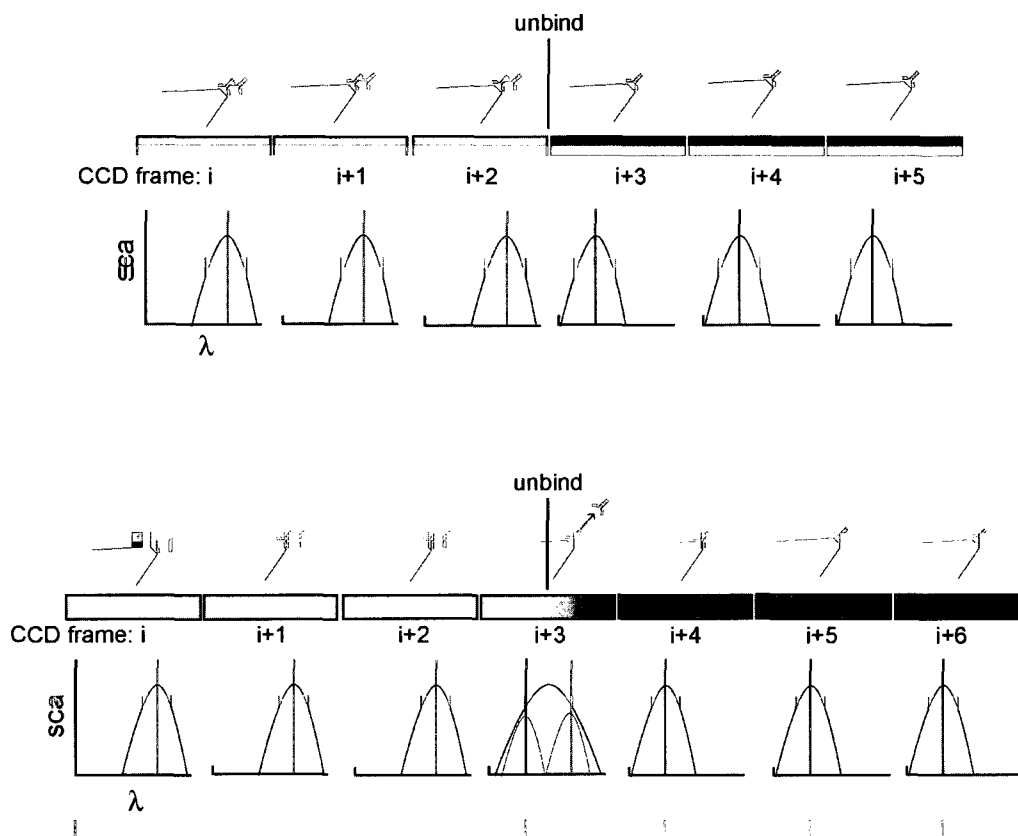 unbind
CCD frame: i i+1 i+2 i+3 i+4 i+5
sca
λ
unbind
CCD frame: i i+1 i+2 i+3 i+4 i+5 i+6
sca
λ